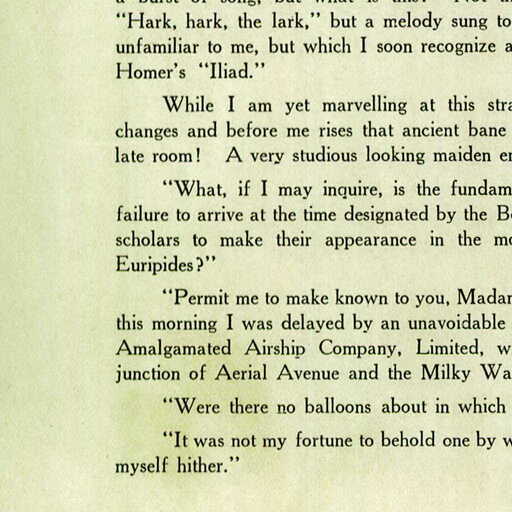 a burst of song, but what is this? Not
"Hark, hark, the lark," but a melody sung to
unfamiliar to me, but which I soon recognize a
Homer's "Iliad."
While I am yet marvelling at this
changes and before me rises that ancient bane
late room! A very studious looking maiden
"What, if I may inquire, is the
failure to arrive at the time designated by the
scholars to make their appearance in the
Euripides?"
"Permit me to make known to you,
this morning I was delayed by an unavoidable
Amalgamated Airship Company, Limited,
junction of Aerial Avenue and the Milky
"Were there no balloons about in which
"It was not my fortune to behold one by
myself hither."